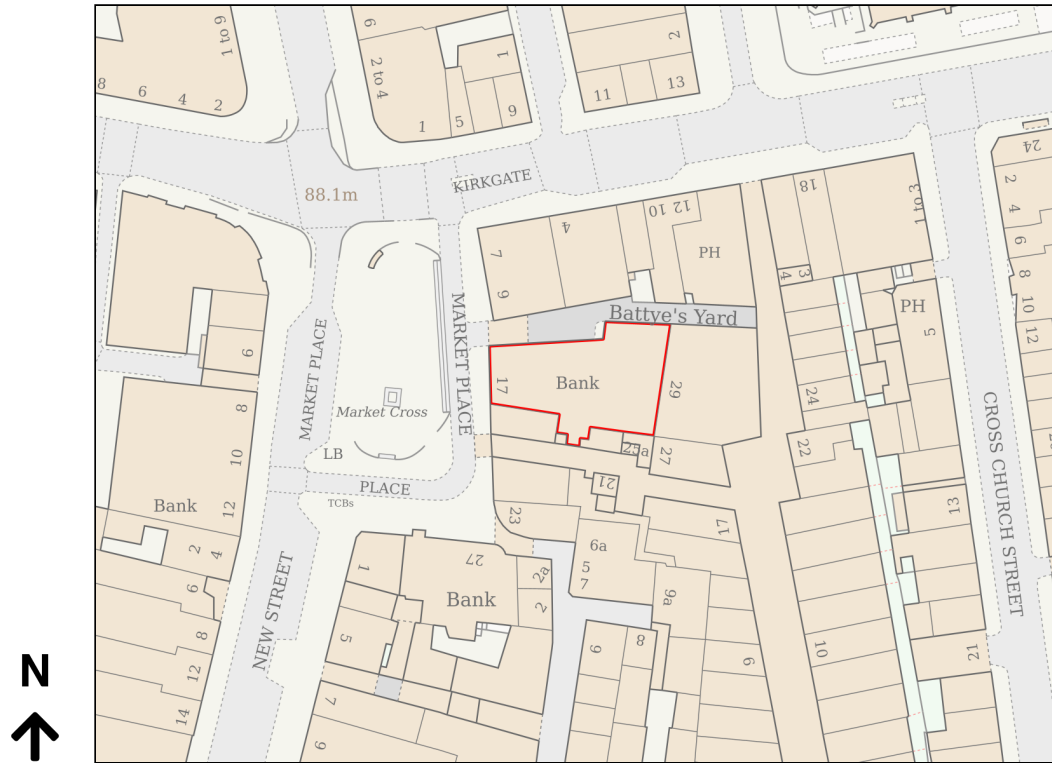 6 to 1
8
6
4
2
9
2 to 4
1
5
1
9
11
2
13
KIRKGATE
88.1m
7
9
4
12 10
PH
18
1 to 3
4
3
24
2
4
6
8
10
12
PH
5
Battye's Yard
MARKET PLACE
MARKET PLACE
6
17
Bank
29
Market Cross
8
10
12
24
22
CROSS CHURCH STREET
LB
PLACE
TCBs
25a
27
21
23
17
13
Bank
2
4
6
8
12
14
NEW STREET
1
27
2a
2
Bank
6a
5
7
9a
5
9
8
9
10
21
7
9
N